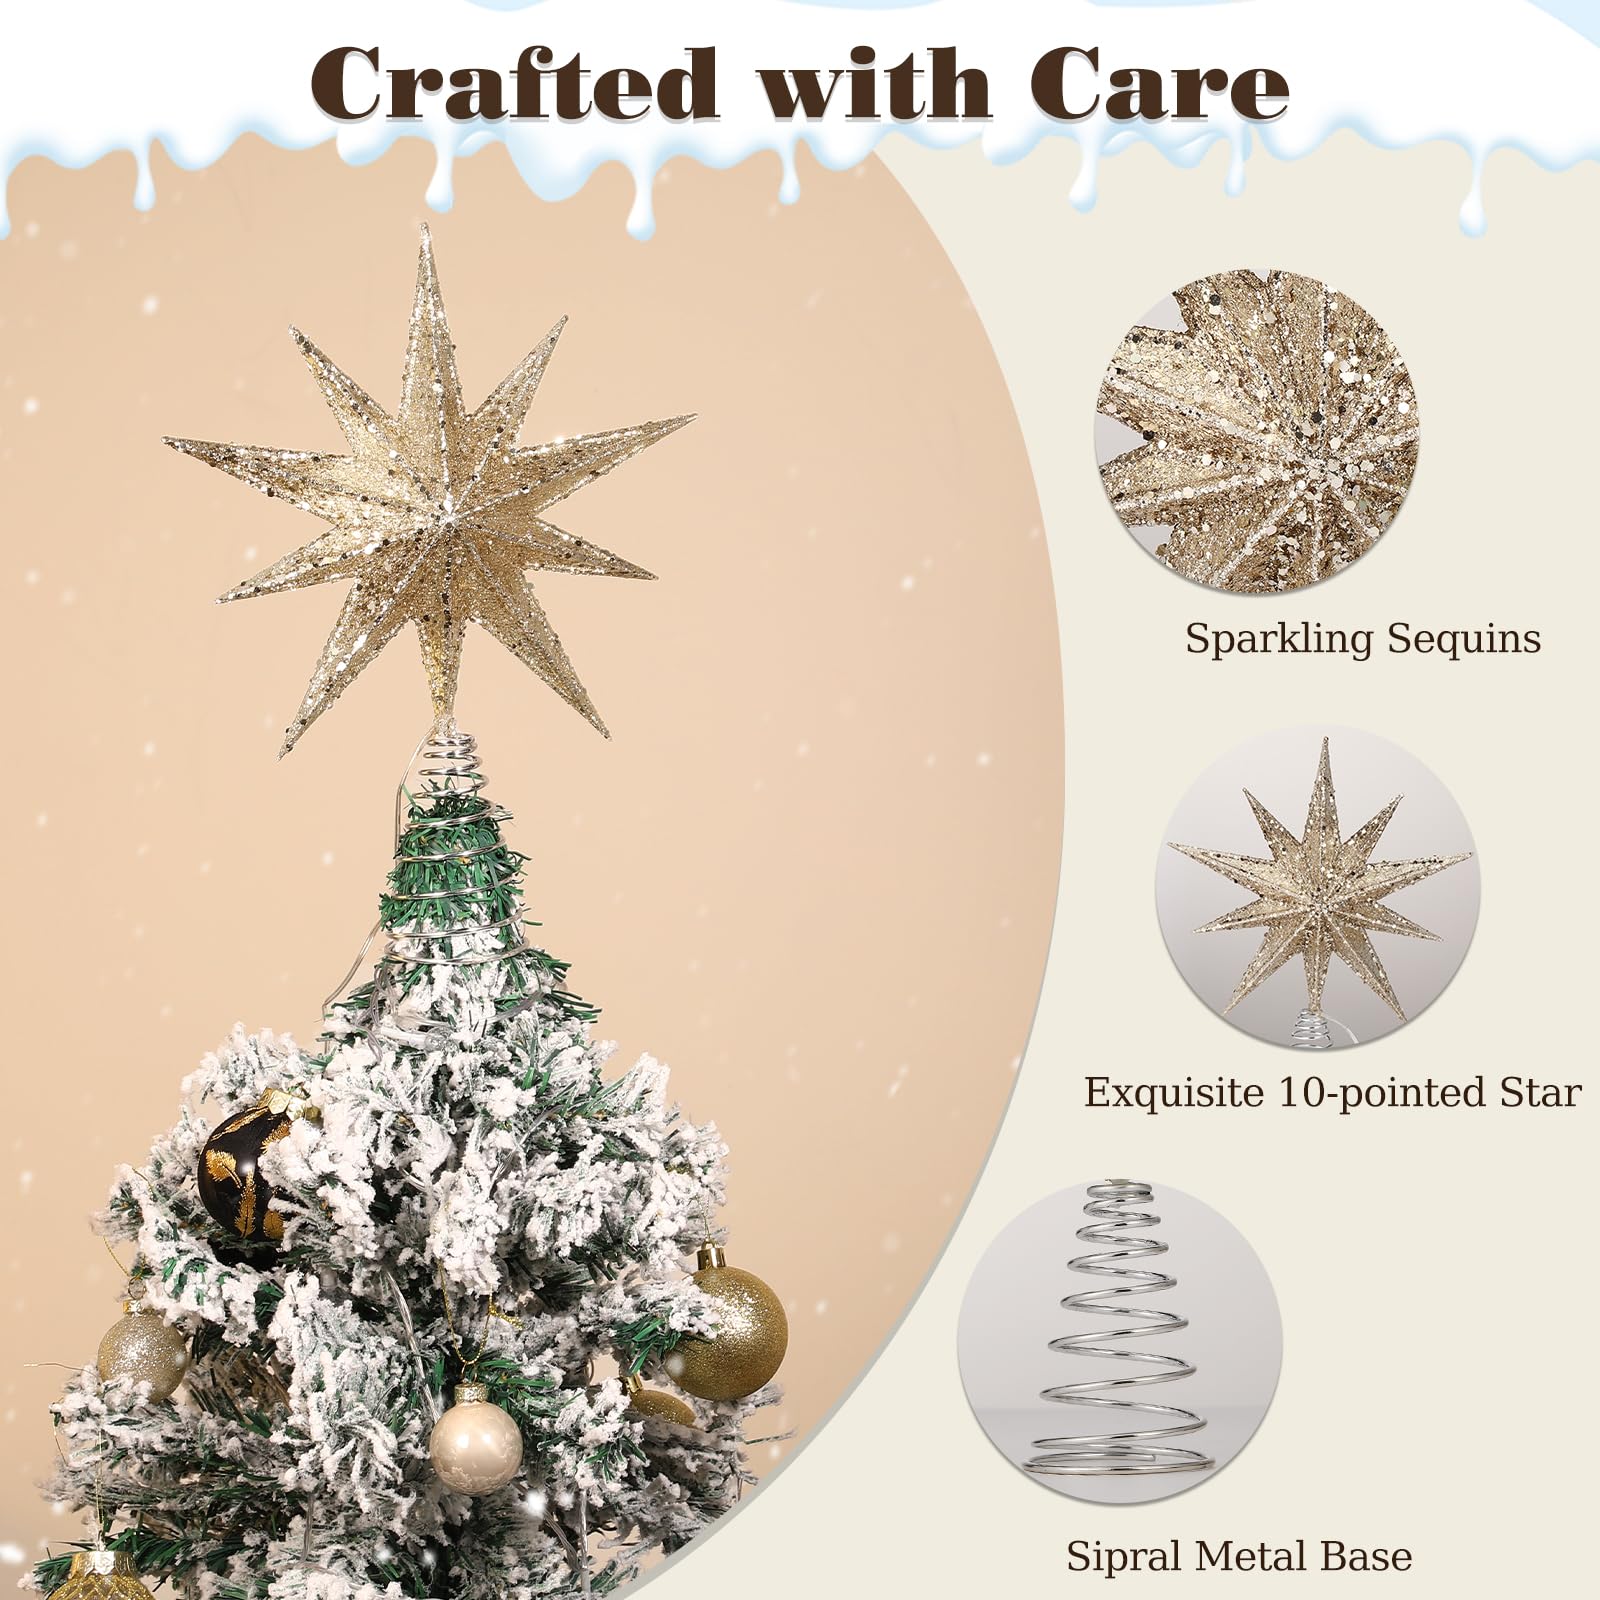 Crafted with Care
Sparkling Sequins
Exquisite 10-pointed Star
Sipral Metal Base